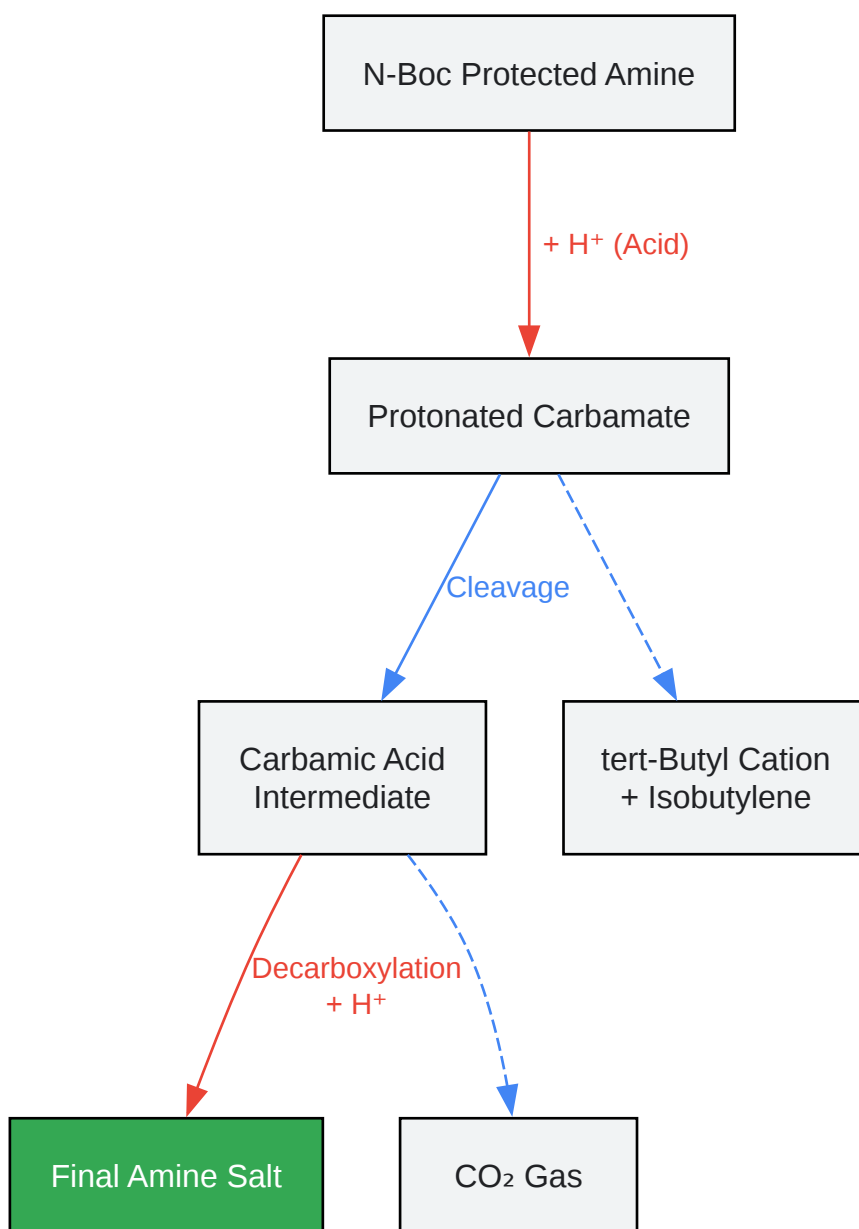 N-Boc Protected Amine
+ H⁺ (Acid)
Protonated Carbamate
Cleavage
Carbamic Acid
Intermediate
tert-Butyl Cation
+ Isobutylene
Decarboxylation
+ H⁺
Final Amine Salt
CO₂ Gas